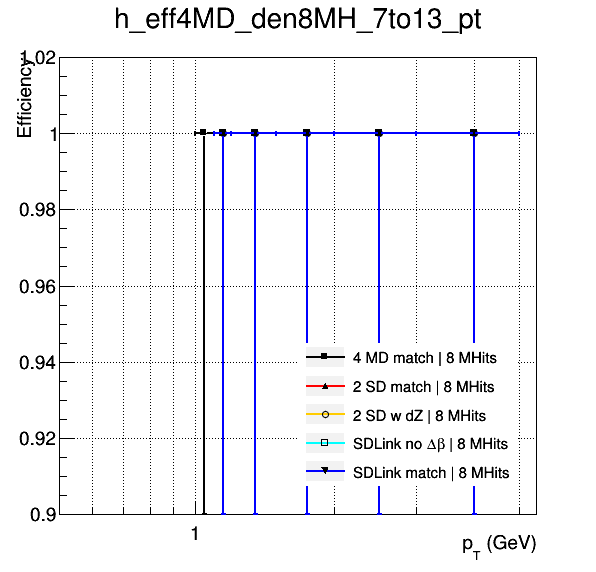 h_eff4MD_den8MH_7to13_pt
Efficiency
1.02
1
0.98
0.96
0.94
0.92
0.9
4 MD match | 8 MHits
2 SD match | 8 MHits
2 SD w dZ | 8 MHits
SDLink no Δβ | 8 MHits
SDLink match | 8 MHits
1
p_T (GeV)